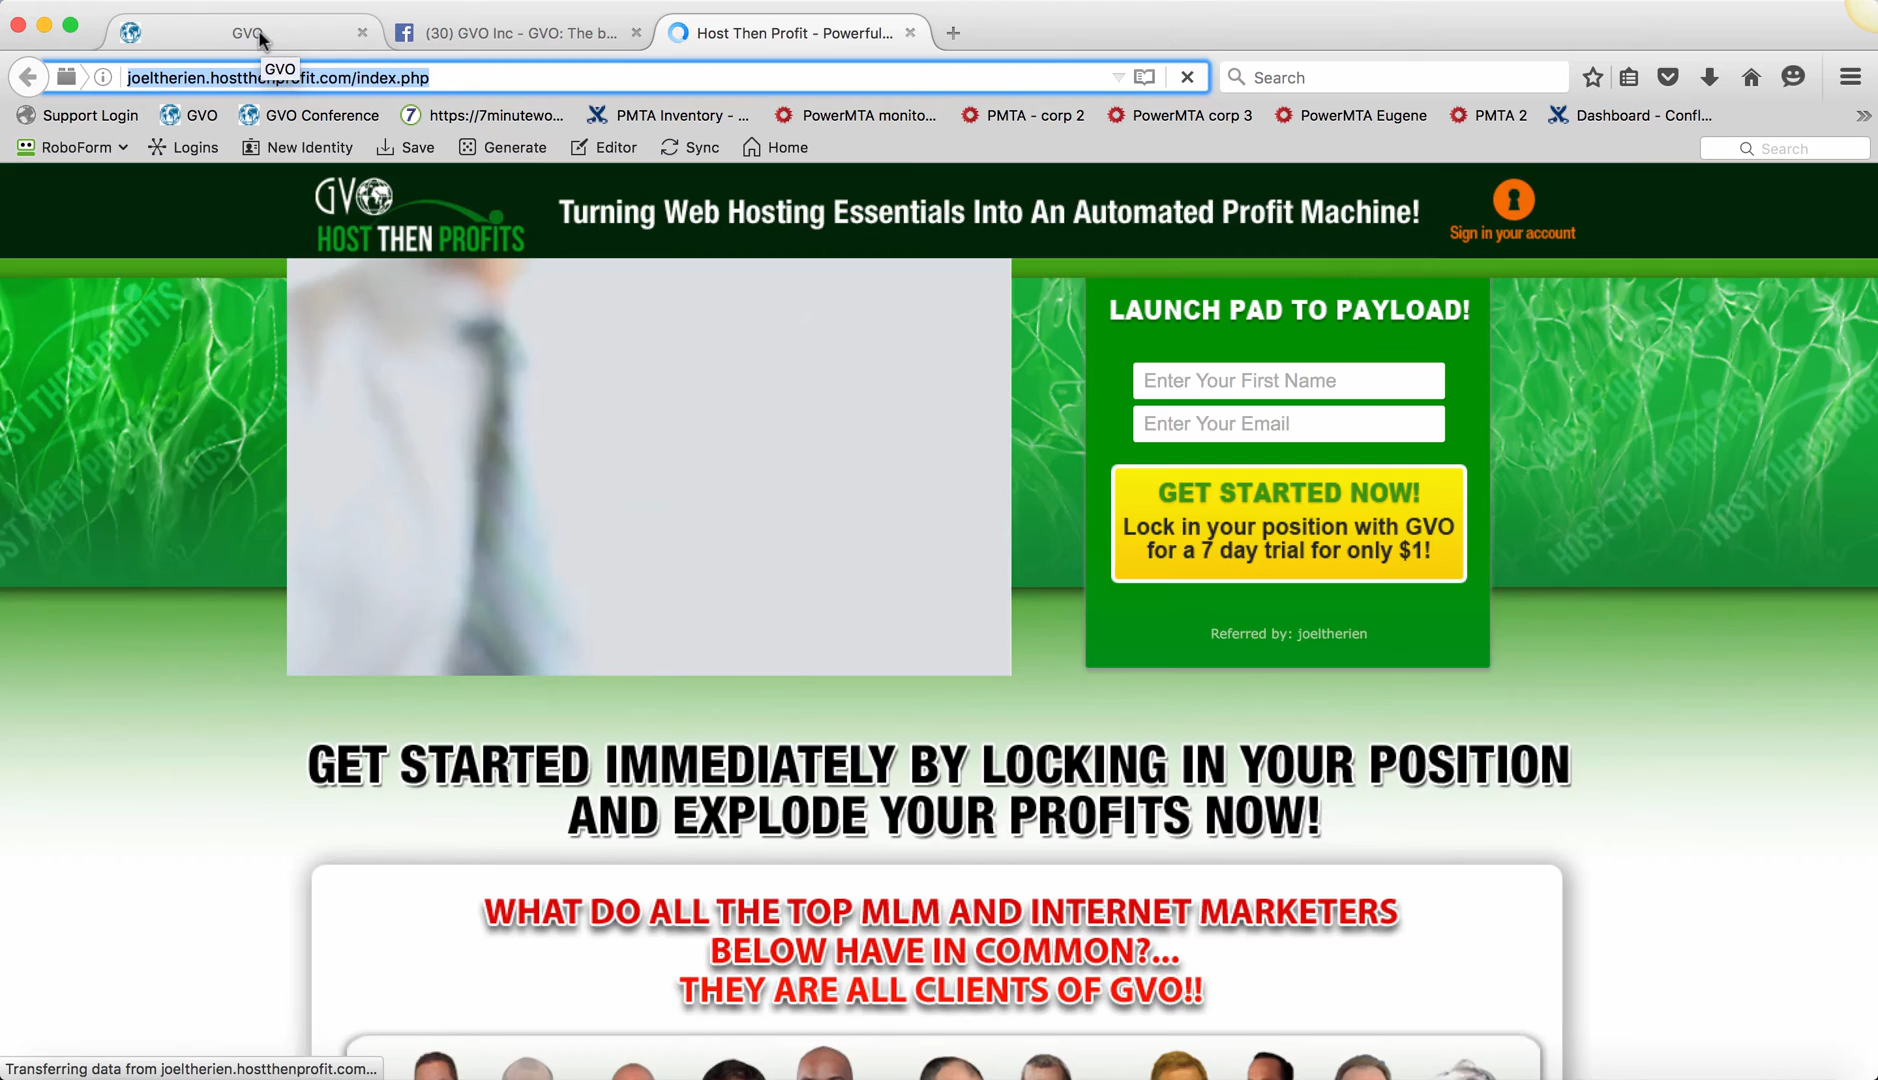 GVO
(30) GVO Inc - GVO: The b...
Host Then Profit - Powerful...
GVO
joeltherien.hostthenprofit.com/index.php
Search
Support Login
GVO
GVO Conference
https://7minutewo...
PMTA Inventory - ...
PowerMTA monito...
PMTA - corp 2
PowerMTA corp 3
PowerMTA Eugene
PMTA 2
Dashboard - Confl...
RoboForm
Logins
New Identity
Save
Generate
Editor
Sync
Home
Search
GVO
HOST THEN PROFITS
Turning Web Hosting Essentials Into An Automated Profit Machine!
Sign in your account
LAUNCH PAD TO PAYLOAD!
Enter Your First Name
Enter Your Email
GET STARTED NOW!
Lock in your position with GVO
for a 7 day trial for only $1!
Referred by: joeltherien
GET STARTED IMMEDIATELY BY LOCKING IN YOUR POSITION
AND EXPLODE YOUR PROFITS NOW!
WHAT DO ALL THE TOP MLM AND INTERNET MARKETERS
BELOW HAVE IN COMMON?...
THEY ARE ALL CLIENTS OF GVO!!
Transferring data from joeltherien.hostthenprofit.com...